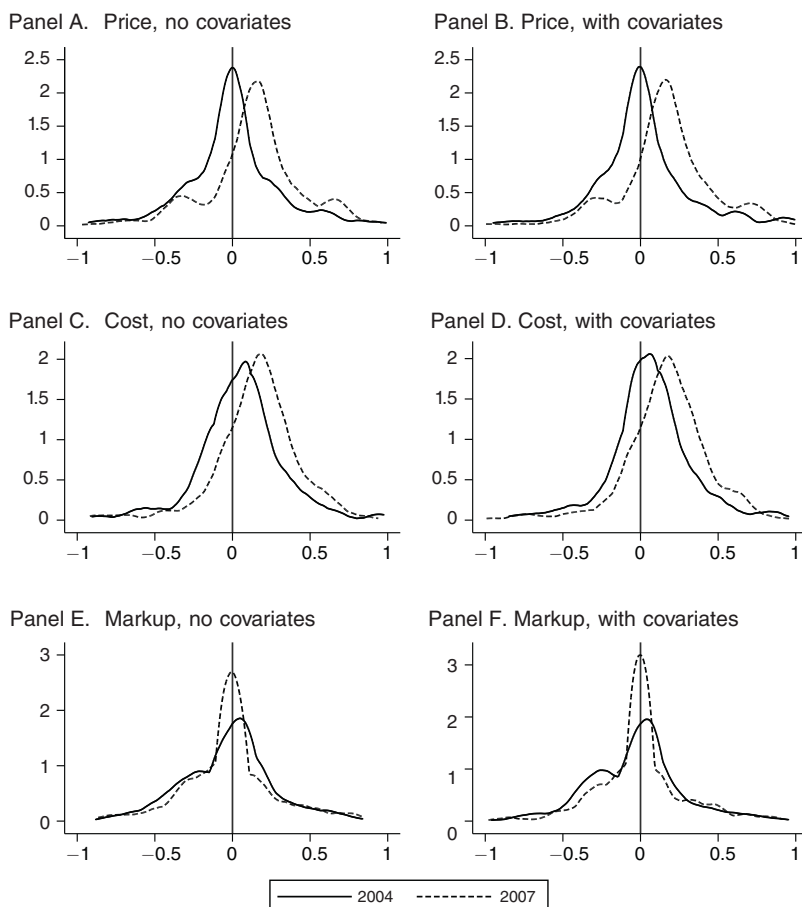 Panel A. Price, no covariates
2.5
2
1.5
1
0.5
0
−1 −0.5 0 0.5 1
Panel B. Price, with covariates
2.5
2
1.5
1
0.5
0
−1 −0.5 0 0.5 1
Panel C. Cost, no covariates
2
1.5
1
0.5
0
−1 −0.5 0 0.5 1
Panel D. Cost, with covariates
2
1.5
1
0.5
0
−1 −0.5 0 0.5 1
Panel E. Markup, no covariates
3
2
1
0
−1 −0.5 0 0.5 1
Panel F. Markup, with covariates
3
2
1
0
−1 −0.5 0 0.5 1
2004 2007